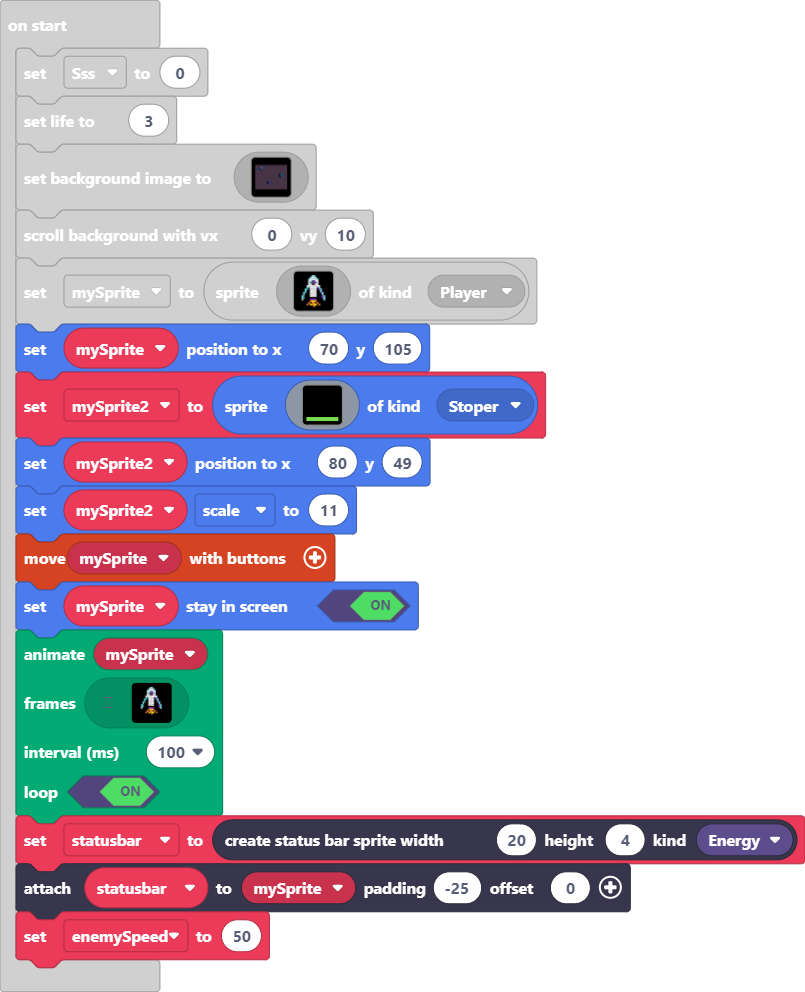 on start
set Sss to 0
set life to 3
set background image to
scroll background with vx 0 vy 10
set mySprite to sprite of kind Player
set mySprite position to x 70 y 105
set mySprite2 to sprite of kind Stoper
set mySprite2 position to x 80 y 49
set mySprite2 scale to 11
move mySprite with buttons
set mySprite stay in screen ON
animate mySprite
frames
interval (ms) 100
loop ON
set statusbar to create status bar sprite width 20 height 4 kind Energy
attach statusbar to mySprite padding -25 offset 0
set enemySpeed to 50